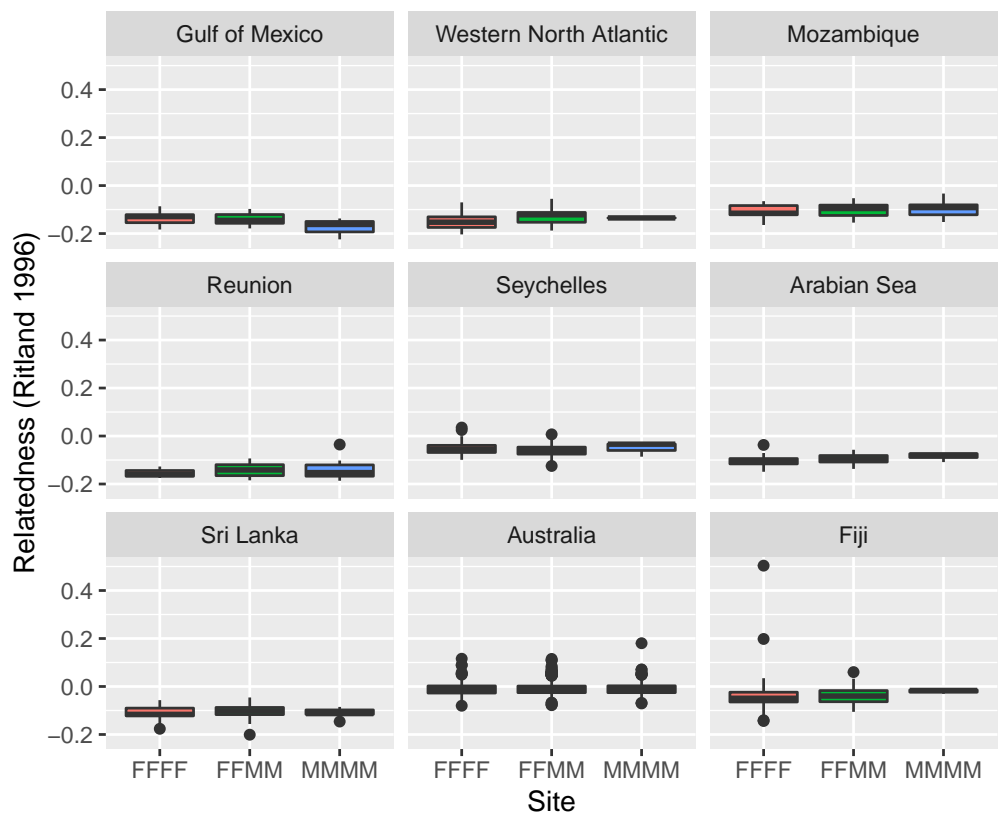 Gulf of Mexico Western North Atlantic Mozambique
0.4
0.2
0.0
−0.2
Reunion Seychelles Arabian Sea
0.4
0.2
0.0
−0.2
Sri Lanka Australia Fiji
0.4
0.2
0.0
−0.2
FFFF FFMM MMMM FFFF FFMM MMMM FFFF FFMM MMMM
Site
Relatedness (Ritland 1996)